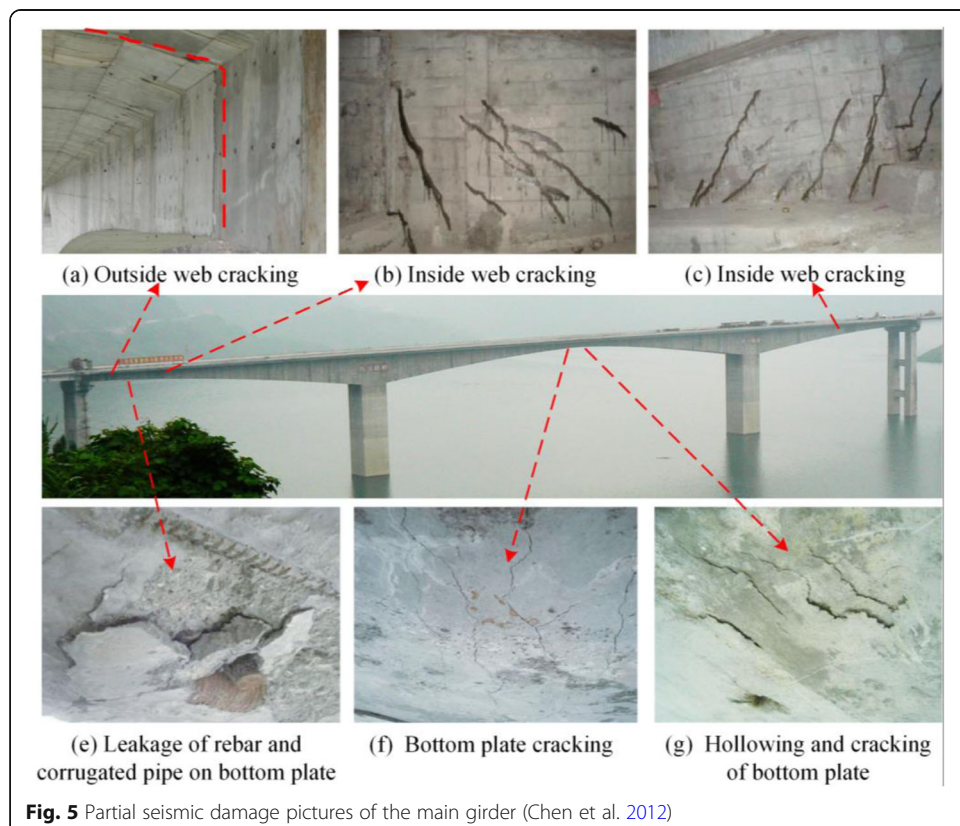 (a) Outside web cracking
(b) Inside web cracking
(c) Inside web cracking
(e) Leakage of rebar and
corrugated pipe on bottom plate
(f) Bottom plate cracking
(g) Hollowing and cracking
of bottom plate
Fig. 5 Partial seismic damage pictures of the main girder (Chen et al. 2012)